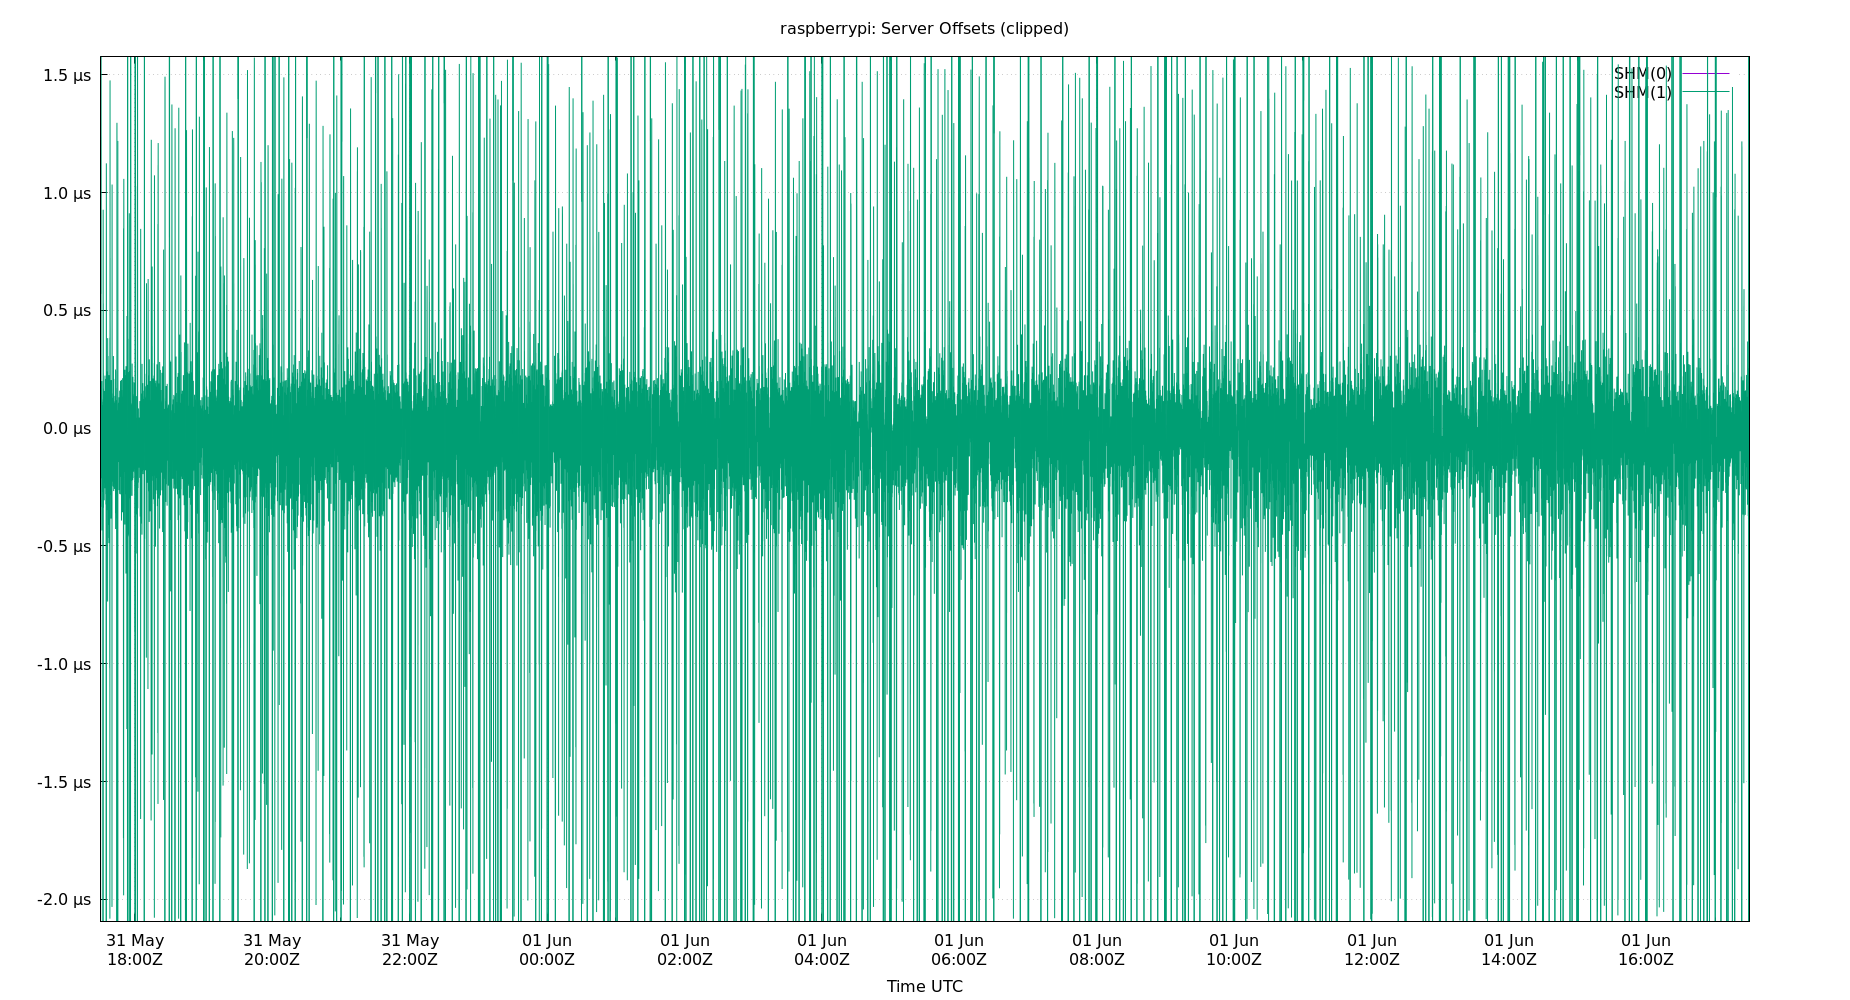 raspberrypi: Server Offsets (clipped)
SHM(0)
SHM(1)
1.5 µs
1.0 µs
0.5 µs
0.0 µs
-0.5 µs
-1.0 µs
-1.5 µs
-2.0 µs
31 May 31 May 31 May 01 Jun 01 Jun 01 Jun 01 Jun 01 Jun 01 Jun 01 Jun 01 Jun 01 Jun
18:00Z 20:00Z 22:00Z 00:00Z 02:00Z 04:00Z 06:00Z 08:00Z 10:00Z 12:00Z 14:00Z 16:00Z
Time UTC